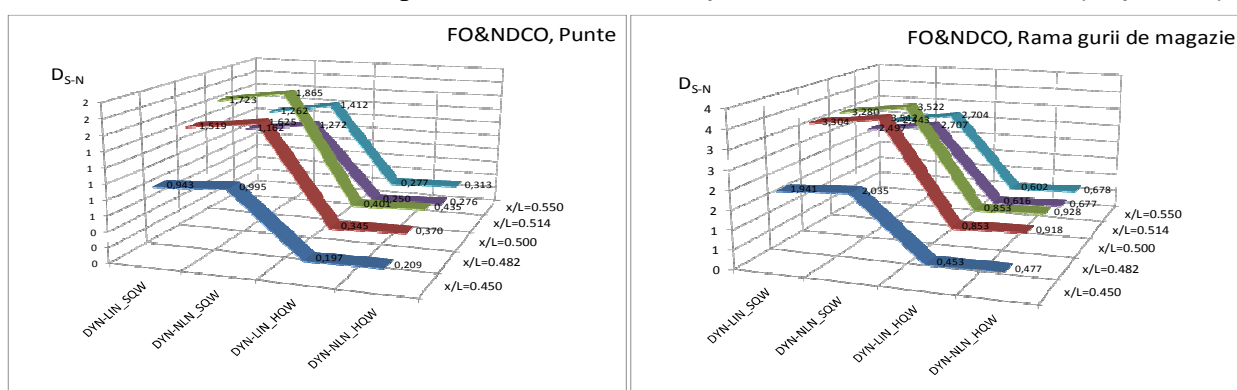 FO&NDCO, Punte
D S-N
2
2
2
1
1
1
1
1
0
0
0
1,723
1,865
1,262
1,412
1,519
1,625
1,162
1,272
0,943
0,995
0,277
0,313
0,250
0,276
0,401
0,435
0,345
0,370
0,197
0,209
x/L=0.550
x/L=0.514
x/L=0.500
x/L=0.482
x/L=0.450
DYN-LIN_SQW
DYN-NLN_SQW
DYN-LIN_HQW
DYN-NLN_HQW
FO&NDCO, Rama gurii de magazie
D S-N
4
4
3
3
2
2
1
1
0
3,280
3,522
2,704
3,304
2,497
2,707
1,941
2,035
0,602
0,678
0,616
0,677
0,853
0,928
0,853
0,918
0,453
0,477
x/L=0.550
x/L=0.514
x/L=0.500
x/L=0.482
x/L=0.450
DYN-LIN_SQW
DYN-NLN_SQW
DYN-LIN_HQW
DYN-NLN_HQW